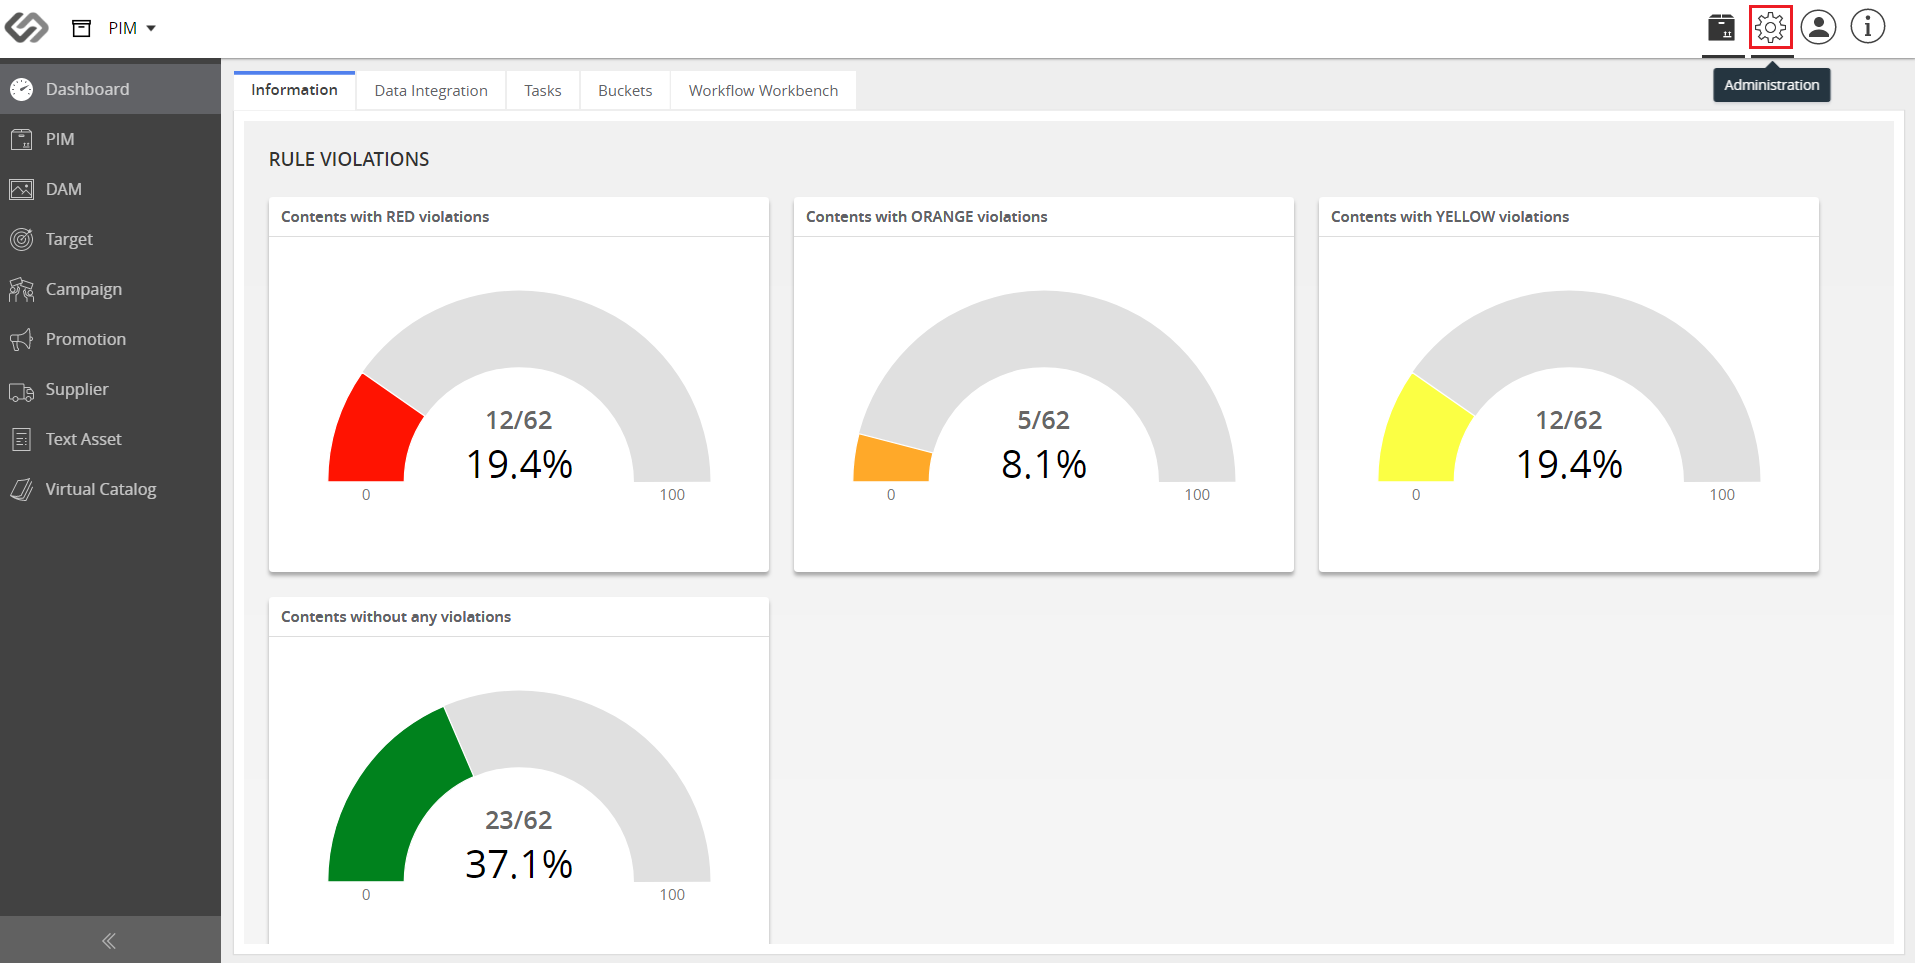 PIM
Administration
Dashboard
PIM
DAM
Target
Campaign
Promotion
Supplier
Text Asset
Virtual Catalog
Information
Data Integration
Tasks
Buckets
Workflow Workbench
RULE VIOLATIONS
Contents with RED violations
12/62
19.4%
0
100
Contents with ORANGE violations
5/62
8.1%
0
100
Contents with YELLOW violations
12/62
19.4%
0
100
Contents without any violations
23/62
37.1%
0
100